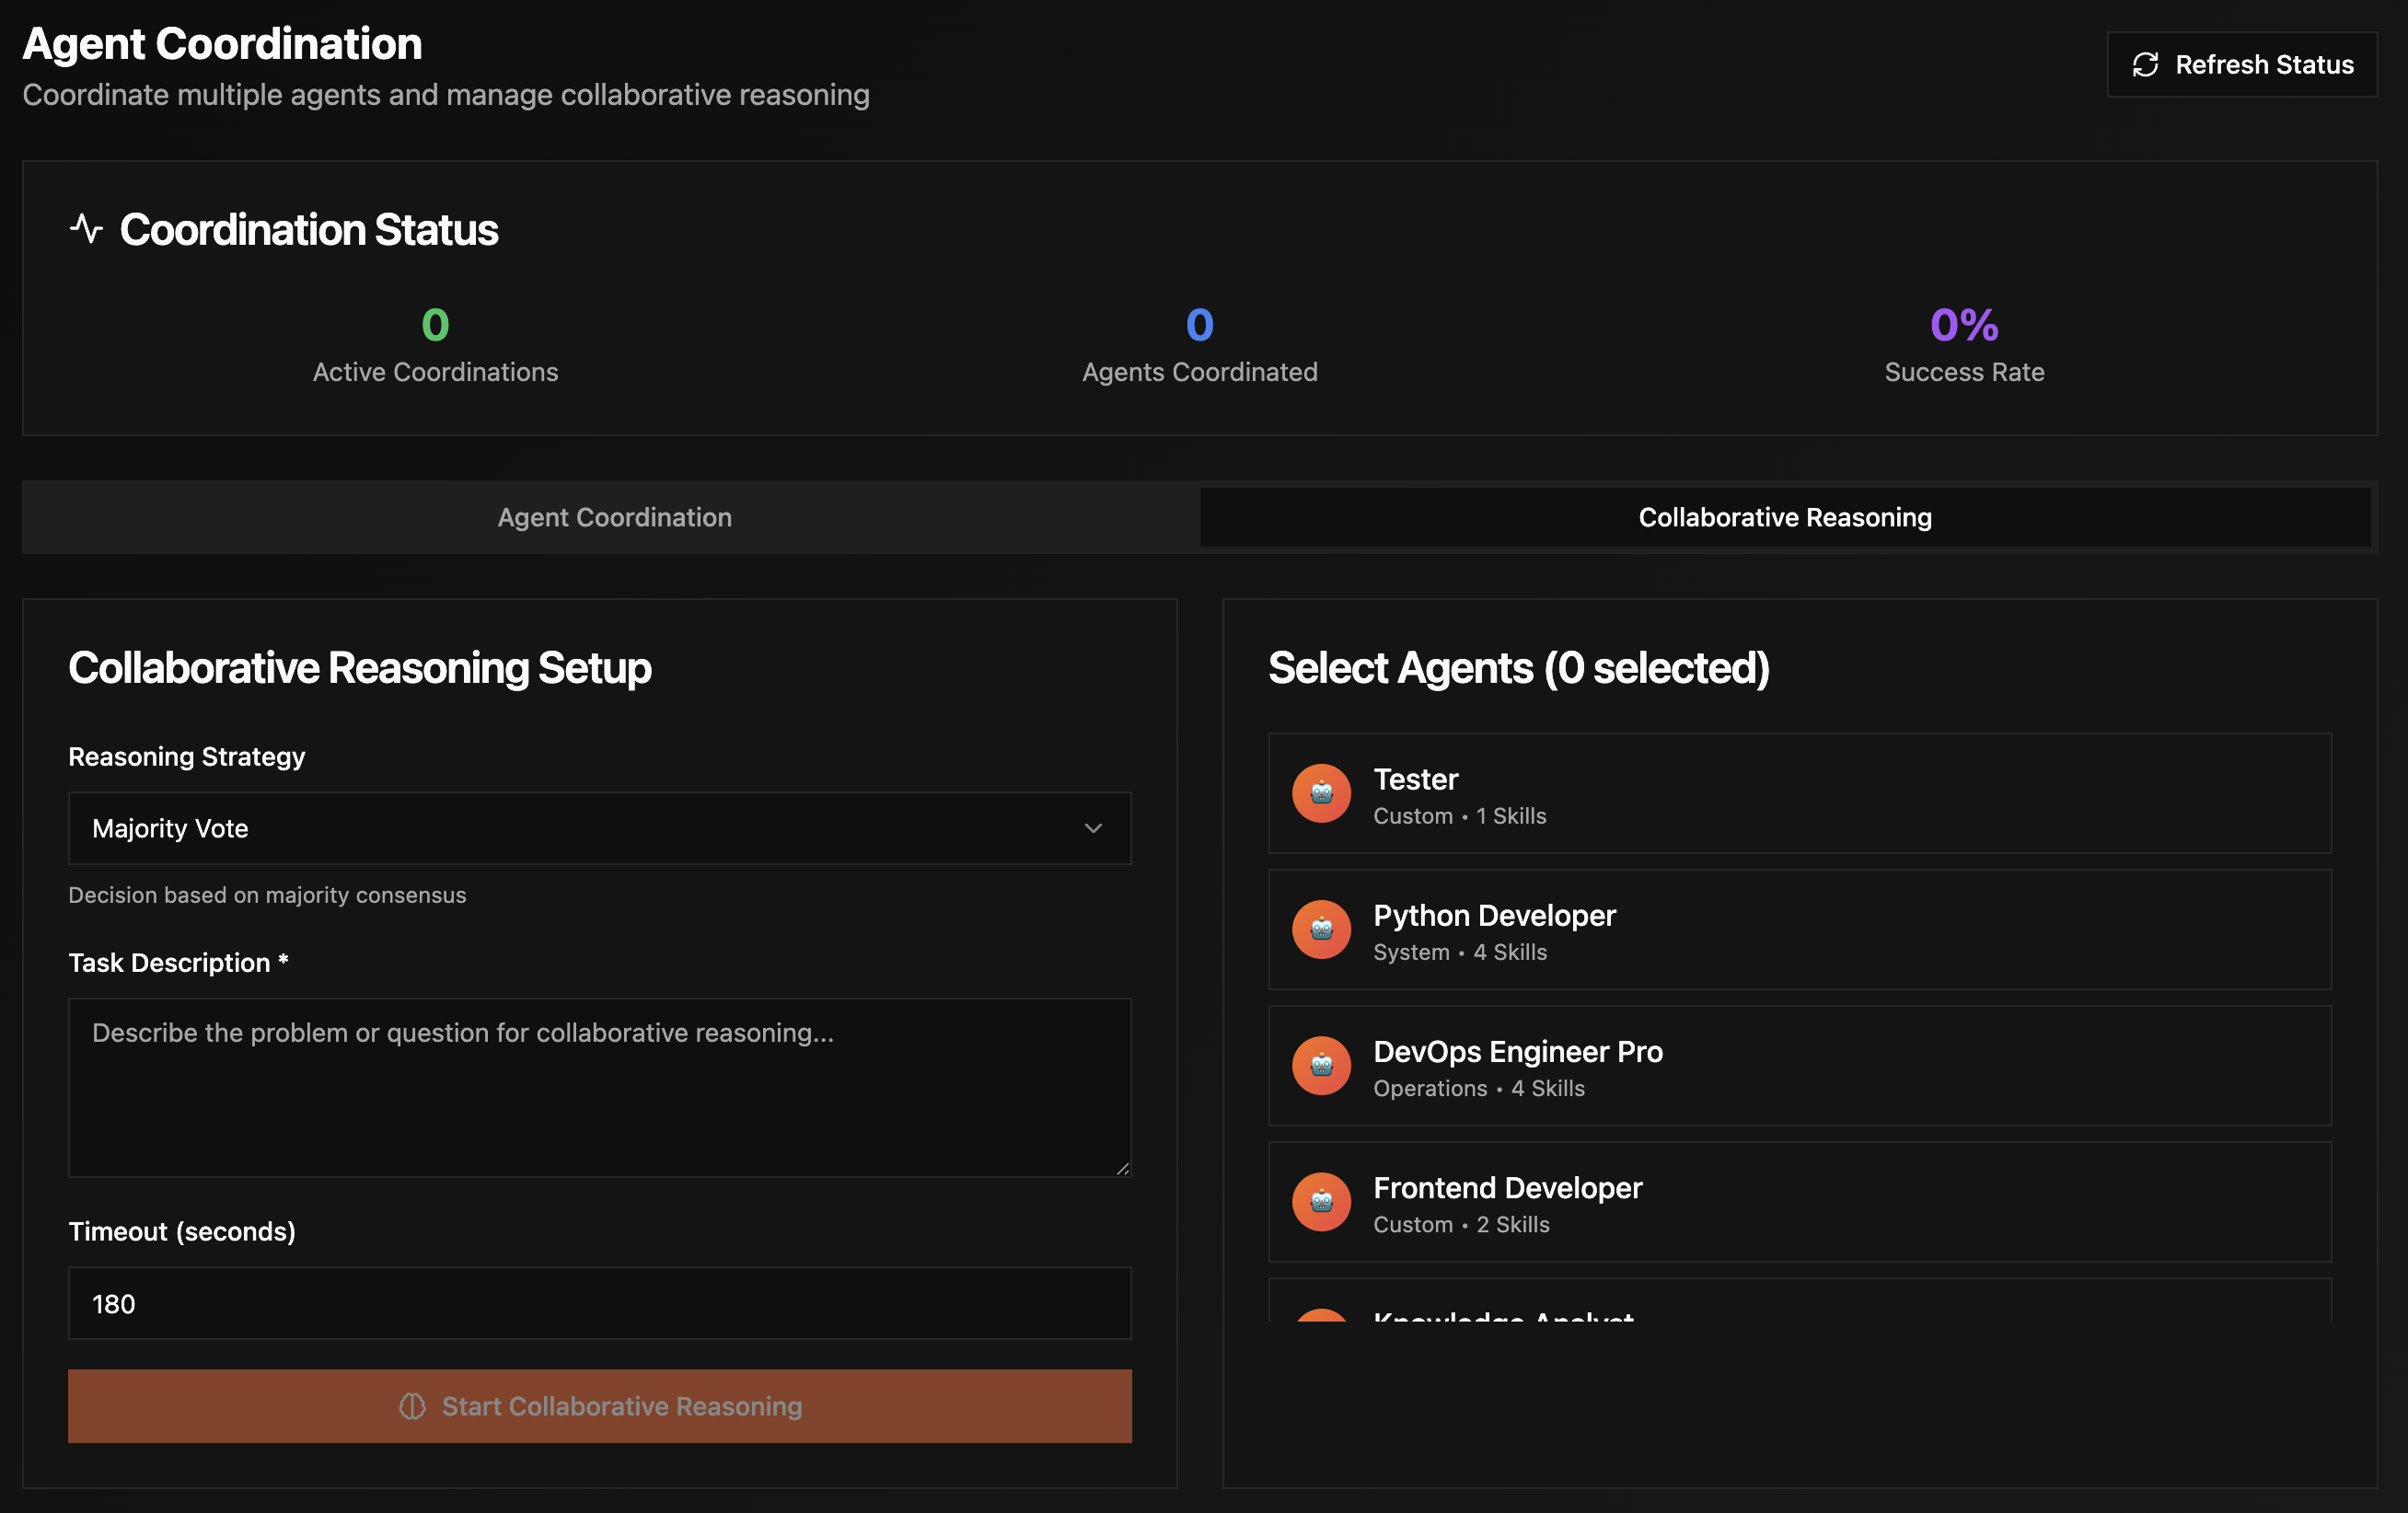 Agent Coordination
Coordinate multiple agents and manage collaborative reasoning
Refresh Status
Coordination Status
0
Active Coordinations
0
Agents Coordinated
0%
Success Rate
Agent Coordination
Collaborative Reasoning
Collaborative Reasoning Setup
Reasoning Strategy
Majority Vote
Decision based on majority consensus
Task Description *
Describe the problem or question for collaborative reasoning...
Timeout (seconds)
180
Start Collaborative Reasoning
Select Agents (0 selected)
Tester
Custom • 1 Skills
Python Developer
System • 4 Skills
DevOps Engineer Pro
Operations • 4 Skills
Frontend Developer
Custom • 2 Skills
Knowledge Analyst